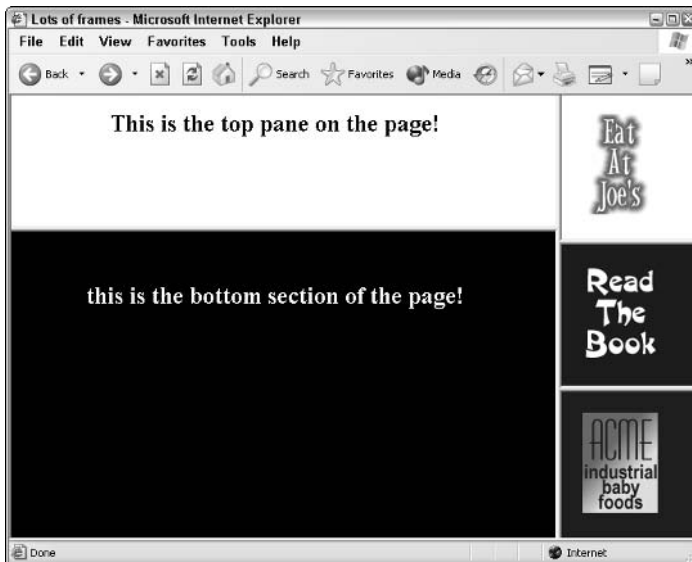 Lots of frames - Microsoft Internet Explorer
File Edit View Favorites Tools Help
Back Search Favorites Media
This is the top pane on the page!
this is the bottom section of the page!
Eat
At
Joe's
Read
The
Book
ACME
industrial
baby
foods
Done Internet